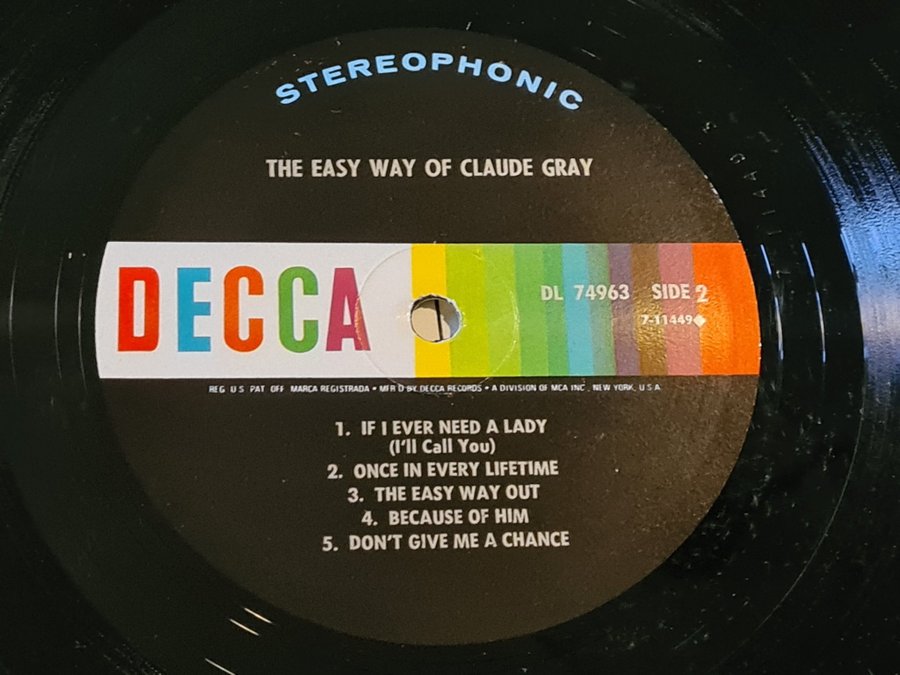 STEREOPHONIC
THE EASY WAY OF CLAUDE GRAY
DECCA
DL 74963 SIDE 2
7-11449◆
REG. U.S. PAT. OFF. MARCA REGISTRADA • MFR'D BY DECCA RECORDS • A DIVISION OF MCA INC., NEW YORK, U.S.A.
1. IF I EVER NEED A LADY
(I'll Call You)
2. ONCE IN EVERY LIFETIME
3. THE EASY WAY OUT
4. BECAUSE OF HIM
5. DON'T GIVE ME A CHANCE